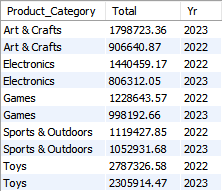 Product_Category Total Yr
Art & Crafts 1798723.36 2023
Art & Crafts 906640.87 2022
Electronics 1440459.17 2022
Electronics 806312.05 2023
Games 1228643.57 2022
Games 998192.66 2023
Sports & Outdoors 1119427.85 2022
Sports & Outdoors 1052931.68 2023
Toys 2787326.58 2022
Toys 2305914.47 2023